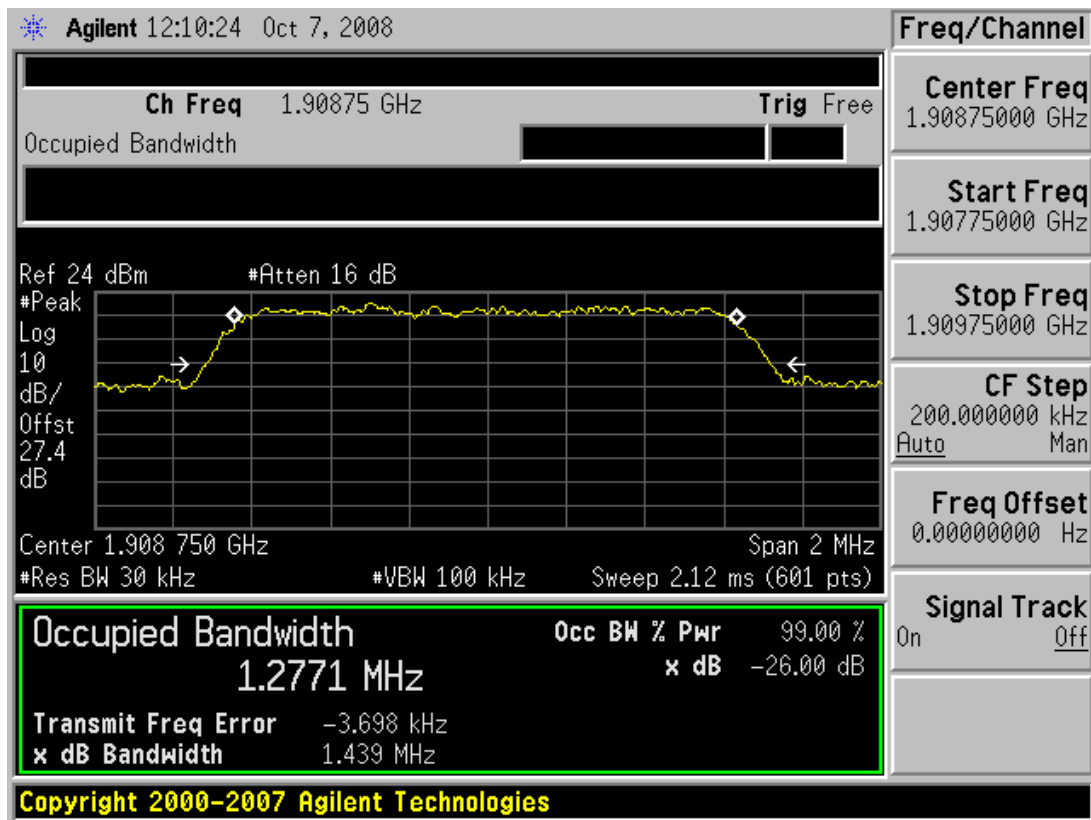 Agilent 12:10:24 Oct 7, 2008
Ch Freq 1.90875 GHz Trig Free
Occupied Bandwidth
Ref 24 dBm #Atten 16 dB
#Peak
Log
10
dB/
Offst
27.4
dB
Center 1.908 750 GHz Span 2 MHz
#Res BW 30 kHz #VBW 100 kHz Sweep 2.12 ms (601 pts)
Occupied Bandwidth Occ BW % Pwr 99.00 %
1.2771 MHz x dB -26.00 dB
Transmit Freq Error -3.698 kHz
x dB Bandwidth 1.439 MHz
Copyright 2000-2007 Agilent Technologies
Freq/Channel
Center Freq
1.90875000 GHz
Start Freq
1.90775000 GHz
Stop Freq
1.90975000 GHz
CF Step
200.000000 kHz
Auto Man
Freq Offset
0.00000000 Hz
Signal Track
On Off